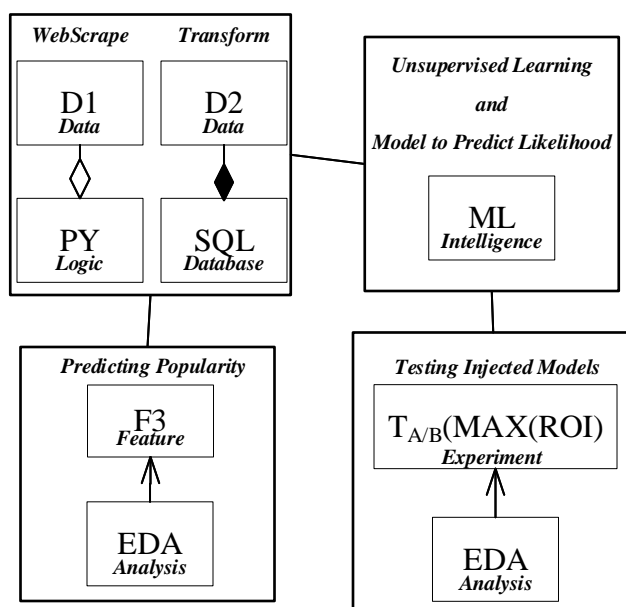 WebScrape
Transform
D1
Data
D2
Data
PY
Logic
SQL
Database
Unsupervised Learning
and
Model to Predict Likelihood
ML
Intelligence
Predicting Popularity
F3
Feature
EDA
Analysis
Testing Injected Models
T_A/B(MAX(ROI)
Experiment
EDA
Analysis